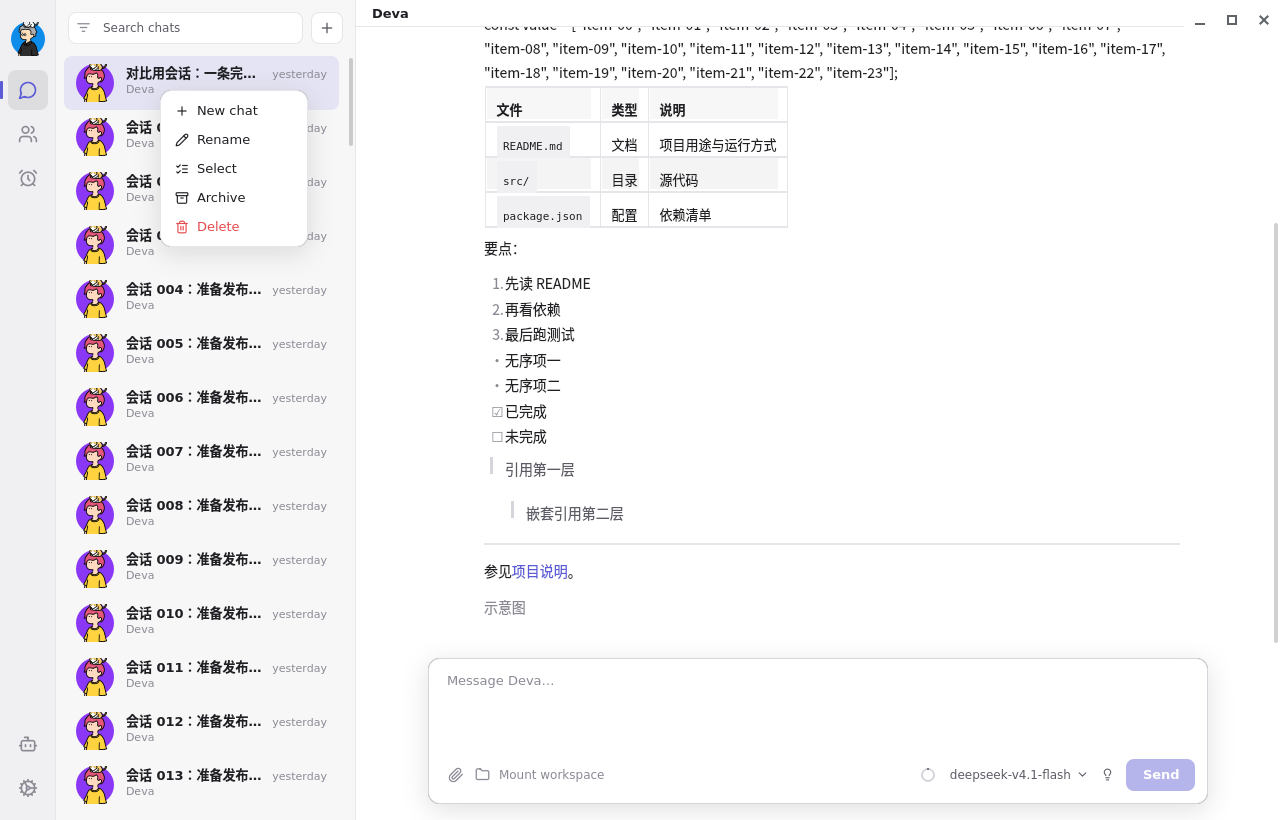 Search chats
对比用会话：一条完... yesterday
Deva
New chat
Rename
Select
Archive
Delete
会话 004：准备发布... yesterday
Deva
会话 005：准备发布... yesterday
Deva
会话 006：准备发布... yesterday
Deva
会话 007：准备发布... yesterday
Deva
会话 008：准备发布... yesterday
Deva
会话 009：准备发布... yesterday
Deva
会话 010：准备发布... yesterday
Deva
会话 011：准备发布... yesterday
Deva
会话 012：准备发布... yesterday
Deva
会话 013：准备发布... yesterday
Deva
Deva
"item-08", "item-09", "item-10", "item-11", "item-12", "item-13", "item-14", "item-15", "item-16", "item-17",
"item-18", "item-19", "item-20", "item-21", "item-22", "item-23"];
文件 类型 说明
README.md 文档 项目用途与运行方式
src/ 目录 源代码
package.json 配置 依赖清单
要点：
1. 先读 README
2. 再看依赖
3. 最后跑测试
• 无序项一
• 无序项二
☑ 已完成
☐ 未完成
引用第一层
嵌套引用第二层
参见项目说明。
示意图
Message Deva…
Mount workspace
deepseek-v4.1-flash
Send